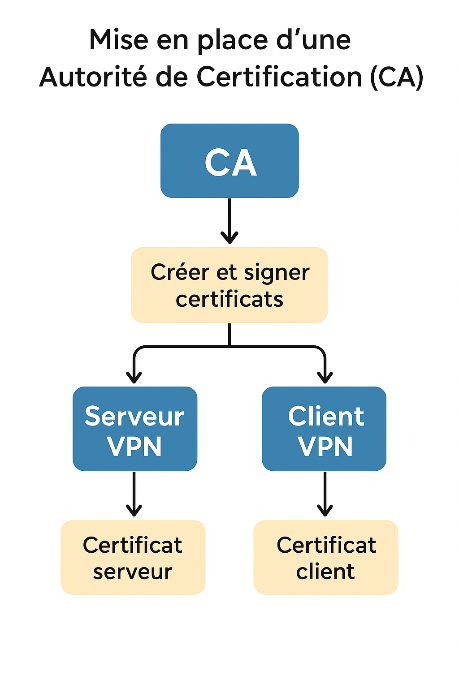 Mise en place d'une
Autorité de Certification (CA)
CA
Créer et signer
certificats
Serveur
VPN
Client
VPN
Certificat
serveur
Certificat
client